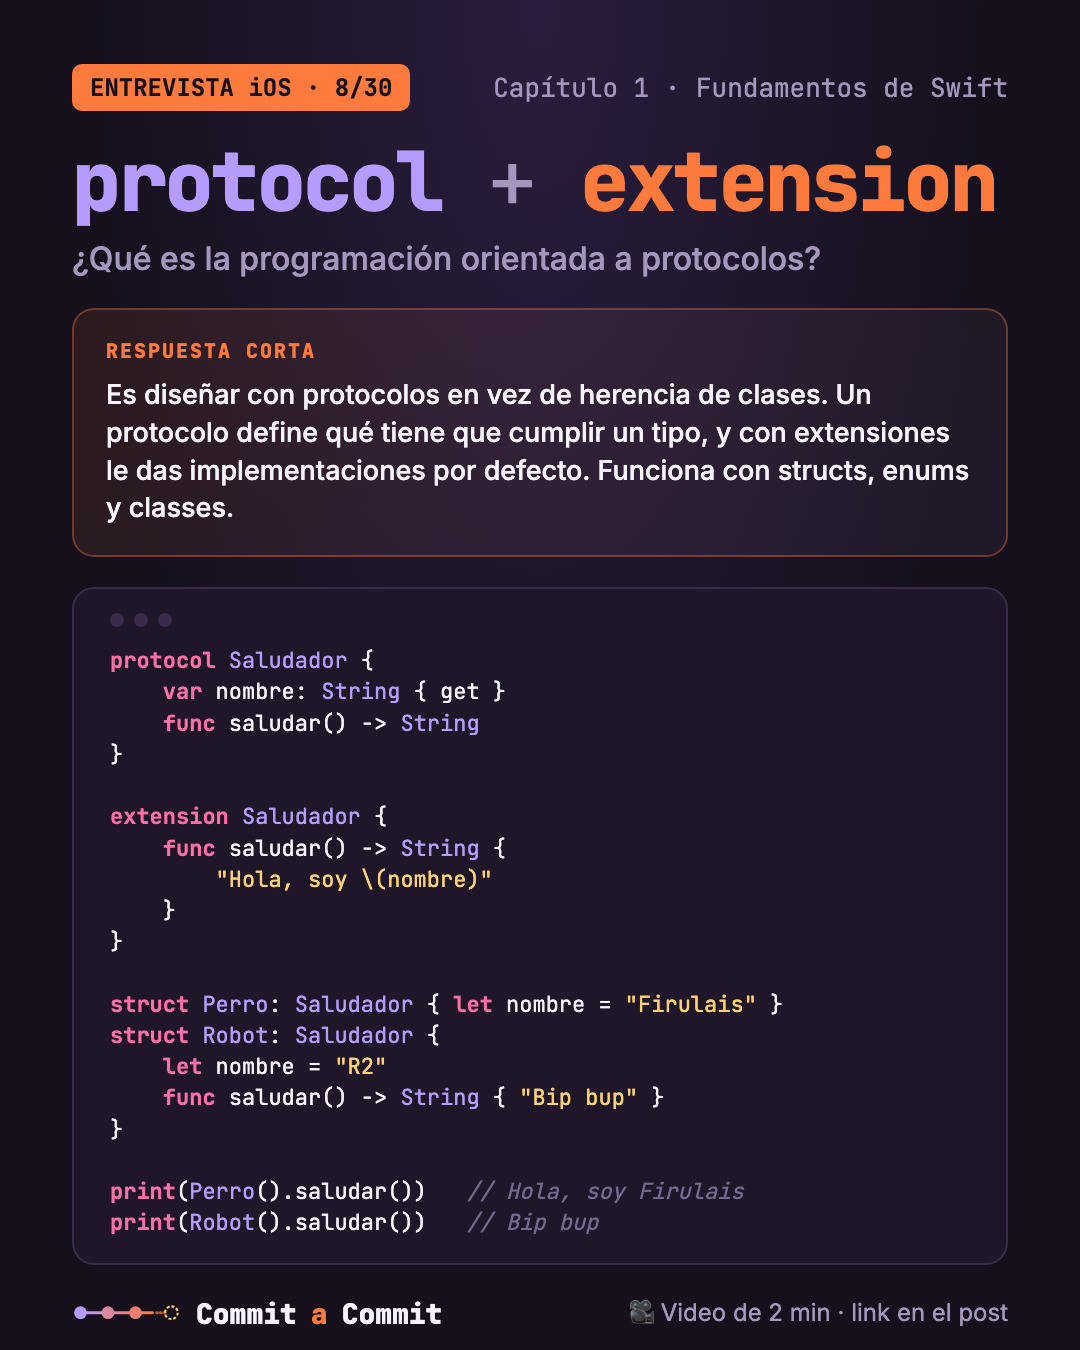 ENTREVISTA iOS · 8/30
Capítulo 1 · Fundamentos de Swift
protocol + extension
¿Qué es la programación orientada a protocolos?
RESPUESTA CORTA
Es diseñar con protocolos en vez de herencia de clases. Un
protocolo define qué tiene que cumplir un tipo, y con extensiones
le das implementaciones por defecto. Funciona con structs, enums
y classes.
protocol Saludador {
    var nombre: String { get }
    func saludar() -> String
}
extension Saludador {
    func saludar() -> String {
        "Hola, soy \(nombre)"
    }
}
struct Perro: Saludador { let nombre = "Firulais" }
struct Robot: Saludador {
    let nombre = "R2"
    func saludar() -> String { "Bip bup" }
}
print(Perro().saludar())   // Hola, soy Firulais
print(Robot().saludar())   // Bip bup
Commit a Commit
Video de 2 min · link en el post